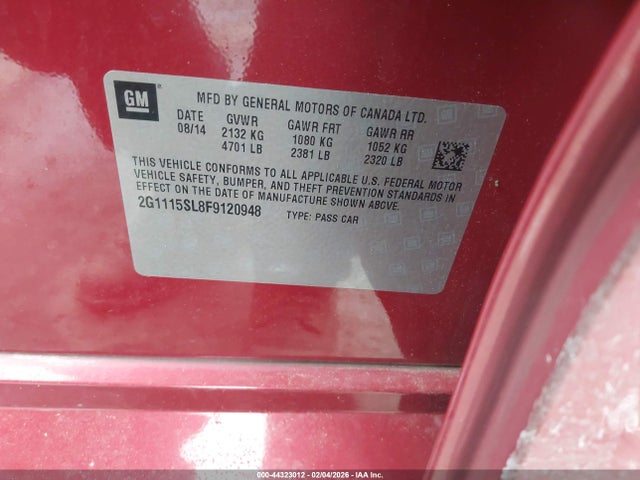 GM
MFD BY GENERAL MOTORS OF CANADA LTD.
DATE GVWR GAWR FRT GAWR RR
08/14 2132 KG 1080 KG 1052 KG
4701 LB 2381 LB 2320 LB
THIS VEHICLE CONFORMS TO ALL APPLICABLE U.S. FEDERAL MOTOR
VEHICLE SAFETY, BUMPER, AND THEFT PREVENTION STANDARDS IN
EFFECT ON THE DATE OF MANUFACTURE SHOWN ABOVE.
2G1115SL8F9120948 TYPE: PASS CAR
000-44323012 - 02/04/2026 - IAA Inc.